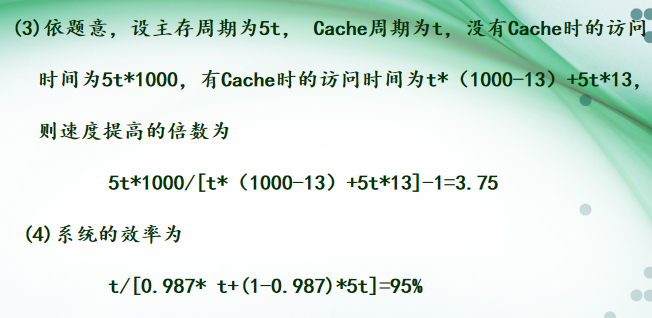 (3)依题意，设主存周期为5t， Cache周期为t，没有Cache时的访问
时间为5t*1000，有Cache时的访问时间为t*（1000-13）+5t*13，
则速度提高的倍数为
5t*1000/[t*（1000-13）+5t*13]-1=3.75
(4)系统的效率为
t/[0.987* t+(1-0.987)*5t]=95%